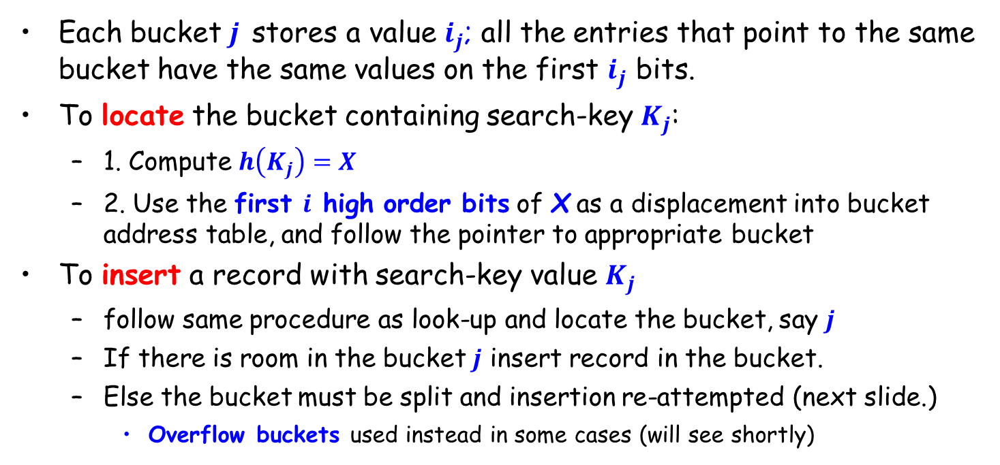 • Each bucket j stores a value i_j; all the entries that point to the same
bucket have the same values on the first i_j bits.
• To locate the bucket containing search-key K_j:
– 1. Compute h(K_j) = X
– 2. Use the first i high order bits of X as a displacement into bucket
address table, and follow the pointer to appropriate bucket
• To insert a record with search-key value K_j
– follow same procedure as look-up and locate the bucket, say j
– If there is room in the bucket j insert record in the bucket.
– Else the bucket must be split and insertion re-attempted (next slide.)
• Overflow buckets used instead in some cases (will see shortly)